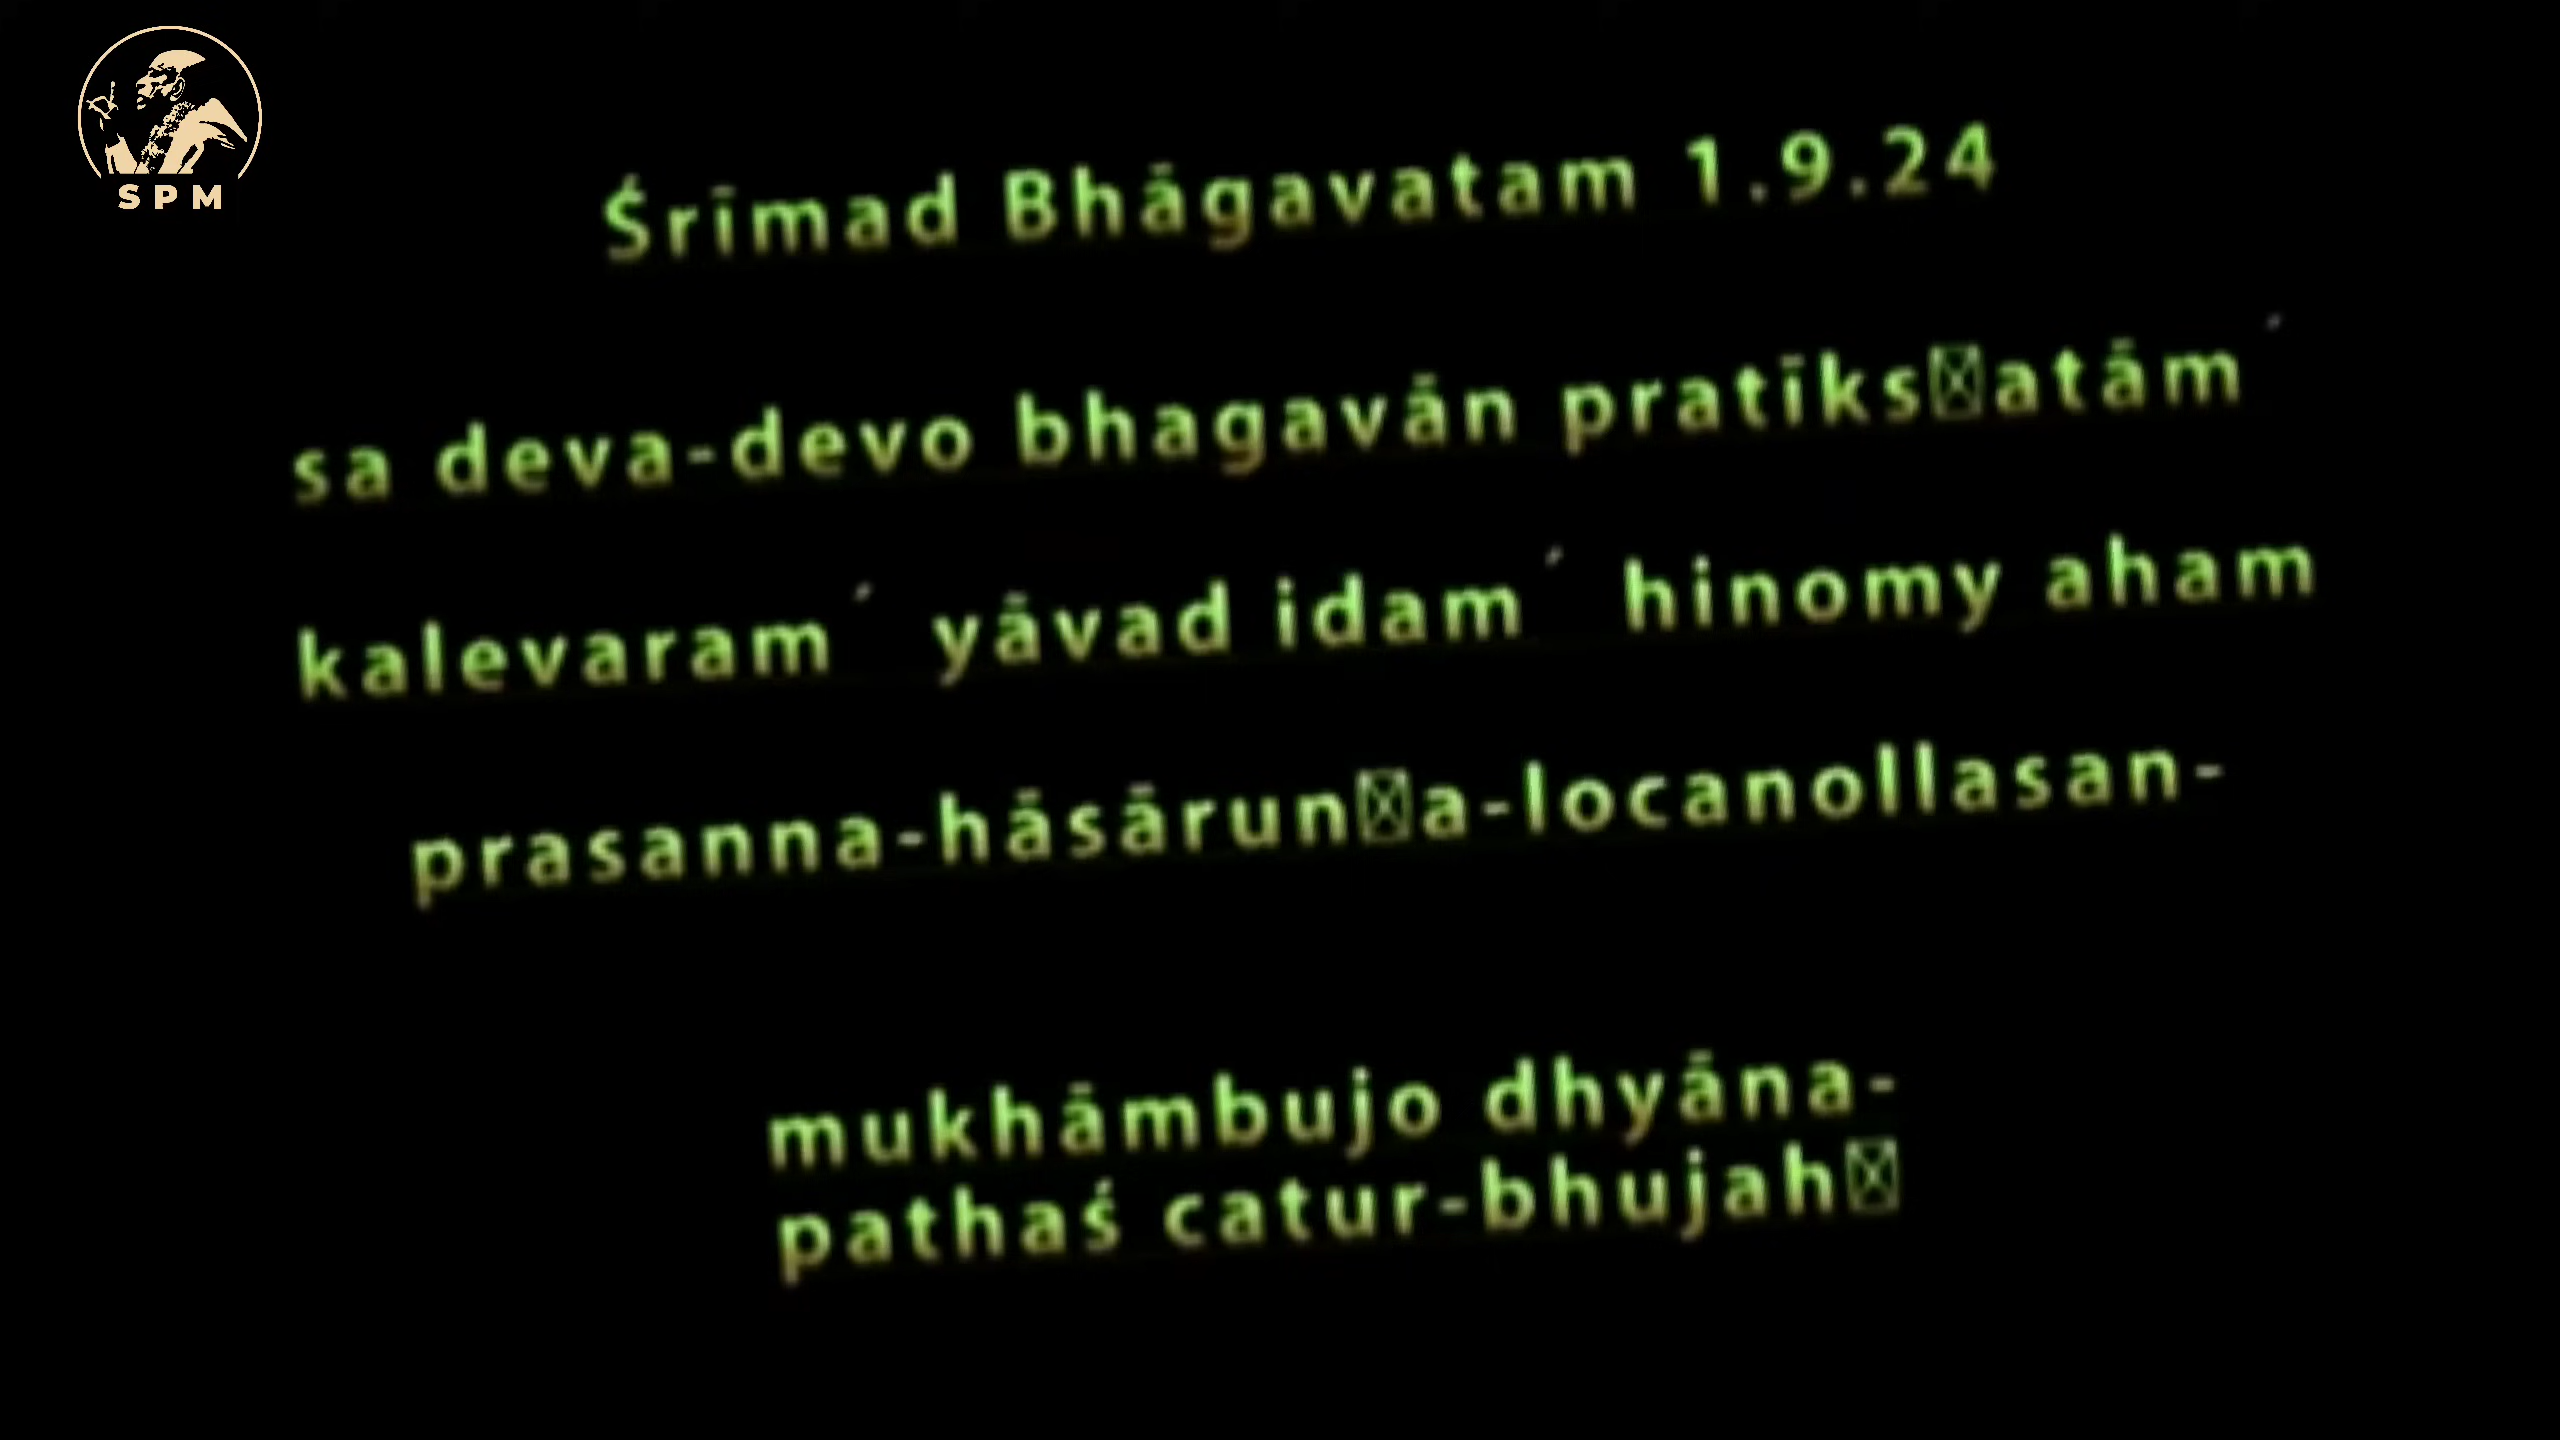 SPM
Śrīmad Bhāgavatam 1.9.24
sa deva-devo bhagavān pratīks▯atām´
kalevaram´ yāvad idam´ hinomy aham
prasanna-hāsārun▯a-locanollasan-
mukhāmbujo dhyāna-
pathaś catur-bhujah▯